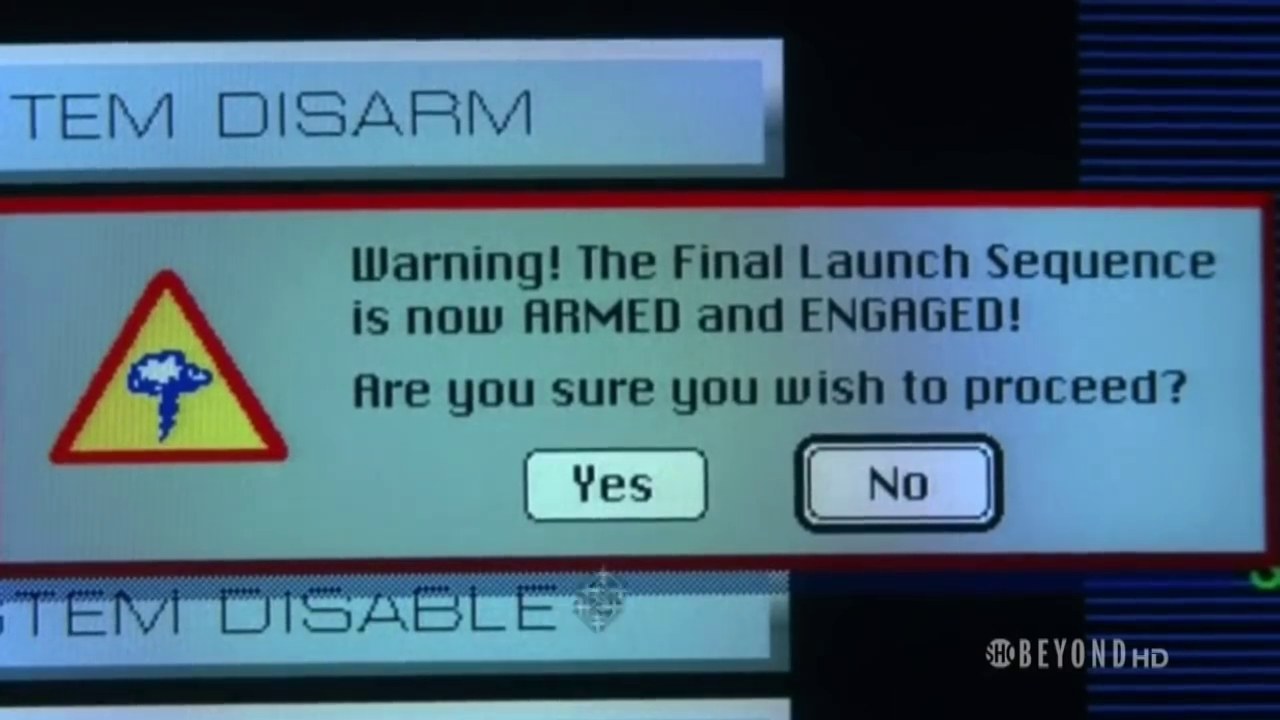 TEM DISARM
Warning! The Final Launch Sequence
is now ARMED and ENGAGED!
Are you sure you wish to proceed?
Yes No
STEM DISABLE
SHO BEYOND HD